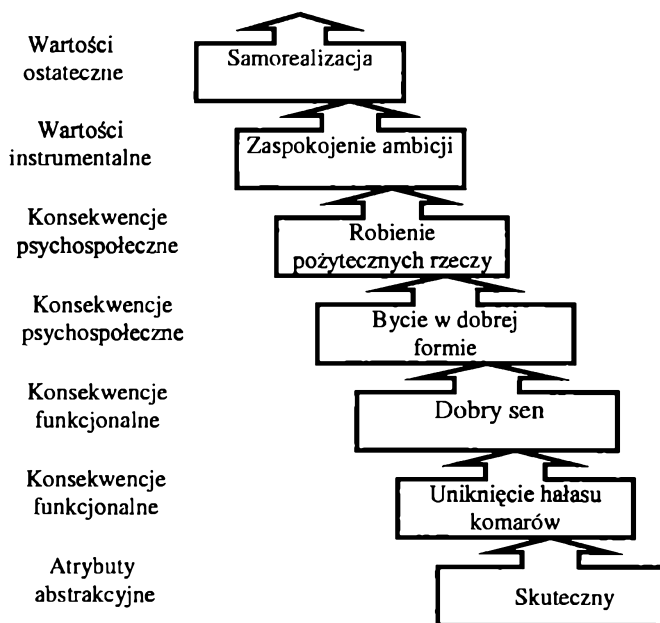 Wartości
ostateczne
Samorealizacja
Wartości
instrumentalne
Zaspokojenie ambicji
Konsekwencje
psychospołeczne
Robienie
pożytecznych rzeczy
Konsekwencje
psychospołeczne
Bycie w dobrej
formie
Konsekwencje
funkcjonalne
Dobry sen
Konsekwencje
funkcjonalne
Uniknięcie hałasu
komarów
Atrybuty
abstrakcyjne
Skuteczny